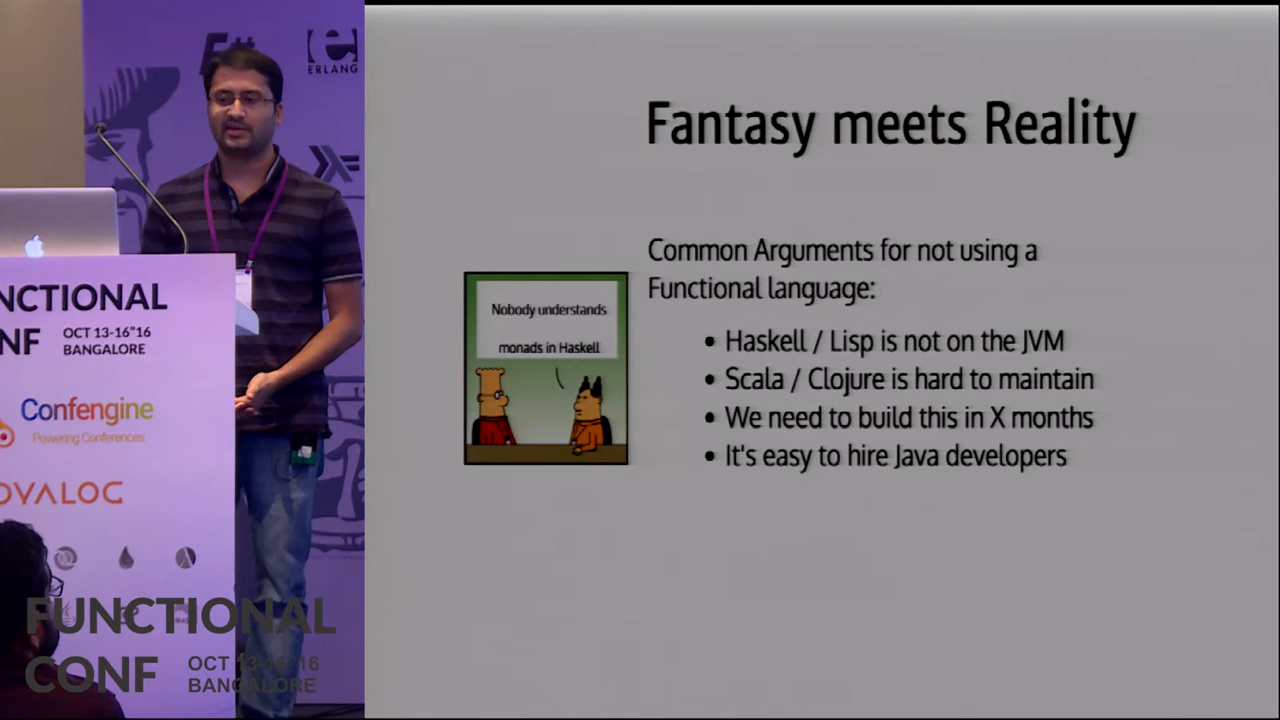 F#
e
ERLANG
NCTIONAL
NF
OCT 13-16"16
BANGALORE
Confengine
Powering Conferences
OVALOG
FUNCTIONAL
CONF
OCT 13-16"16
BANGALORE
Fantasy meets Reality
Common Arguments for not using a
Functional language:
• Haskell / Lisp is not on the JVM
• Scala / Clojure is hard to maintain
• We need to build this in X months
• It's easy to hire Java developers
Nobody understands
monads in Haskell